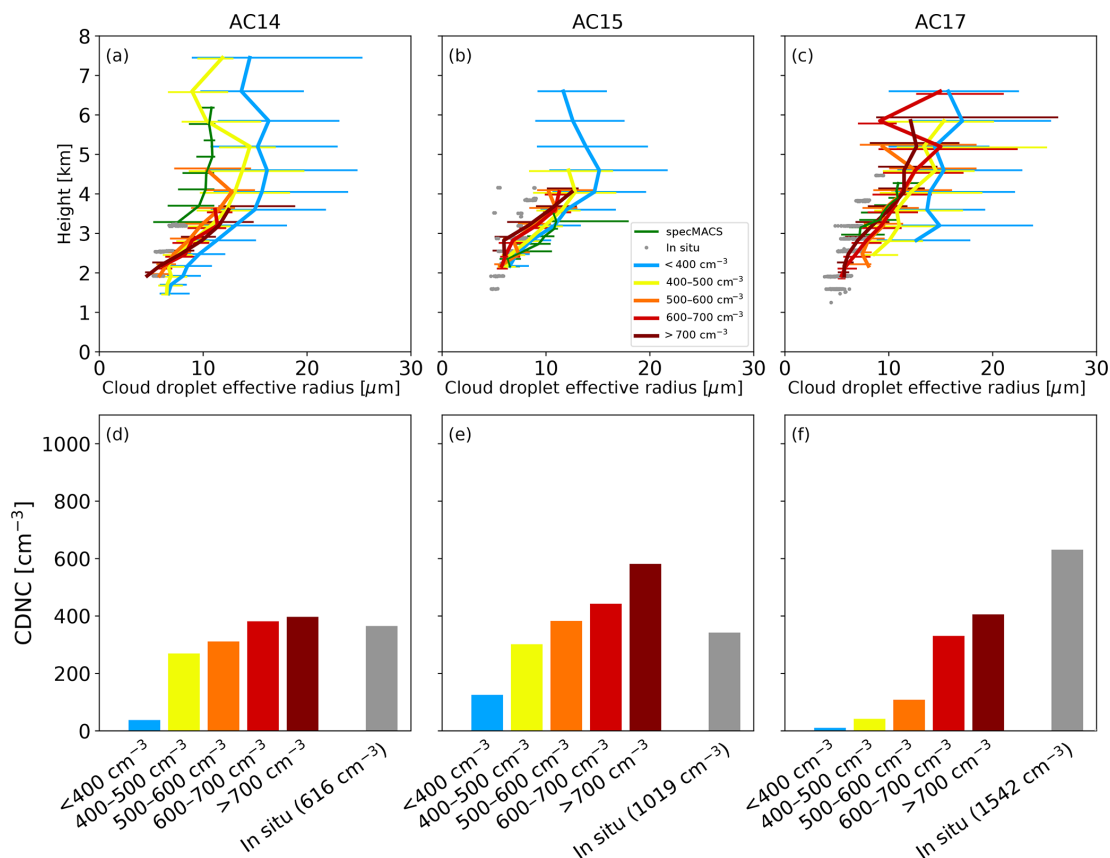 AC14
AC15
AC17
(a)
(b)
(c)
8
7
6
5
4
3
2
1
0
Height [km]
specMACS
In situ
< 400 cm⁻³
400–500 cm⁻³
500–600 cm⁻³
600–700 cm⁻³
> 700 cm⁻³
0 10 20 30
0 10 20 30
0 10 20 30
Cloud droplet effective radius [μm]
Cloud droplet effective radius [μm]
Cloud droplet effective radius [μm]
(d)
(e)
(f)
1000
800
600
400
200
0
CDNC [cm⁻³]
<400 cm⁻³
400–500 cm⁻³
500–600 cm⁻³
600–700 cm⁻³
>700 cm⁻³
In situ (616 cm⁻³)
<400 cm⁻³
400–500 cm⁻³
500–600 cm⁻³
600–700 cm⁻³
>700 cm⁻³
In situ (1019 cm⁻³)
<400 cm⁻³
400–500 cm⁻³
500–600 cm⁻³
600–700 cm⁻³
>700 cm⁻³
In situ (1542 cm⁻³)